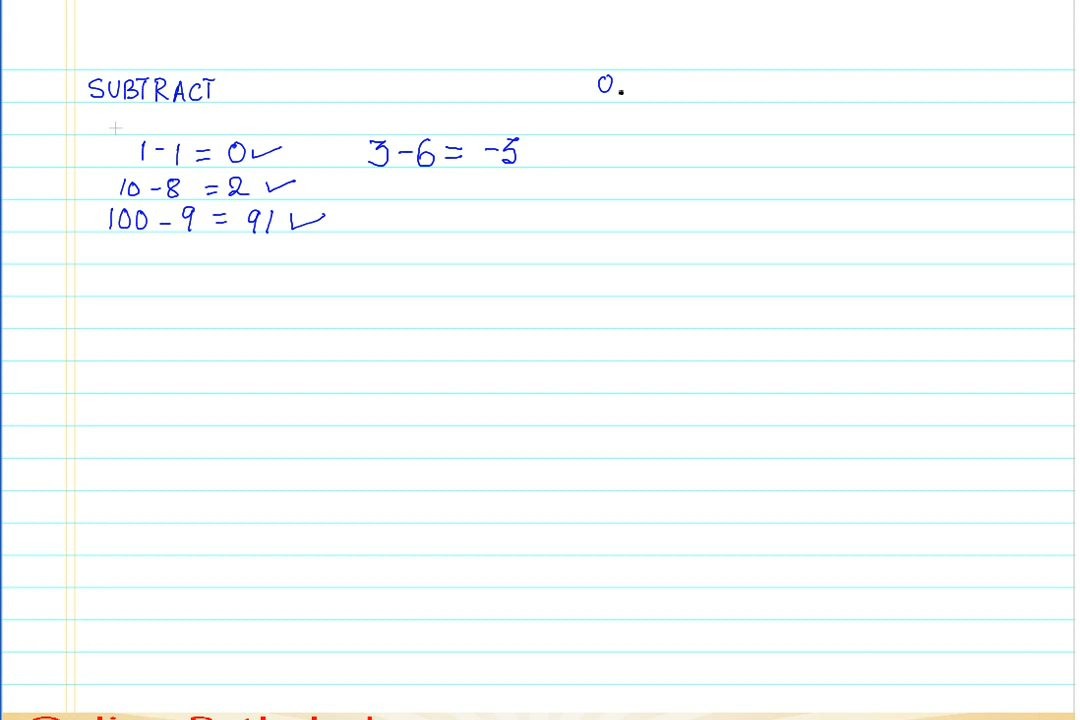 SUBTRACT 0.
1-1 = 0✓ 3-6 = -3
10-8 = 2 ✓
100-9 = 91 ✓